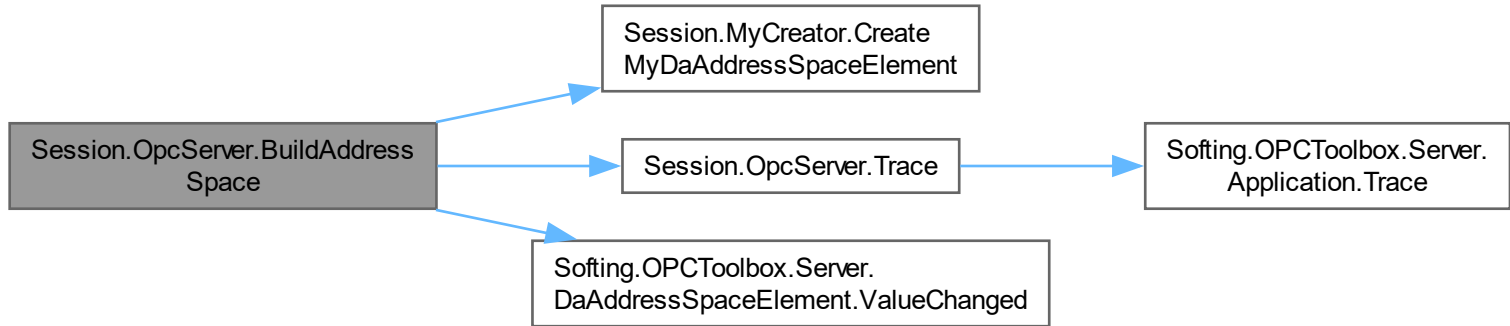 Session.MyCreator.Create
MyDaAddressSpaceElement
Session.OpcServer.BuildAddress
Space
Session.OpcServer.Trace
Softing.OPCToolbox.Server.
Application.Trace
Softing.OPCToolbox.Server.
DaAddressSpaceElement.ValueChanged